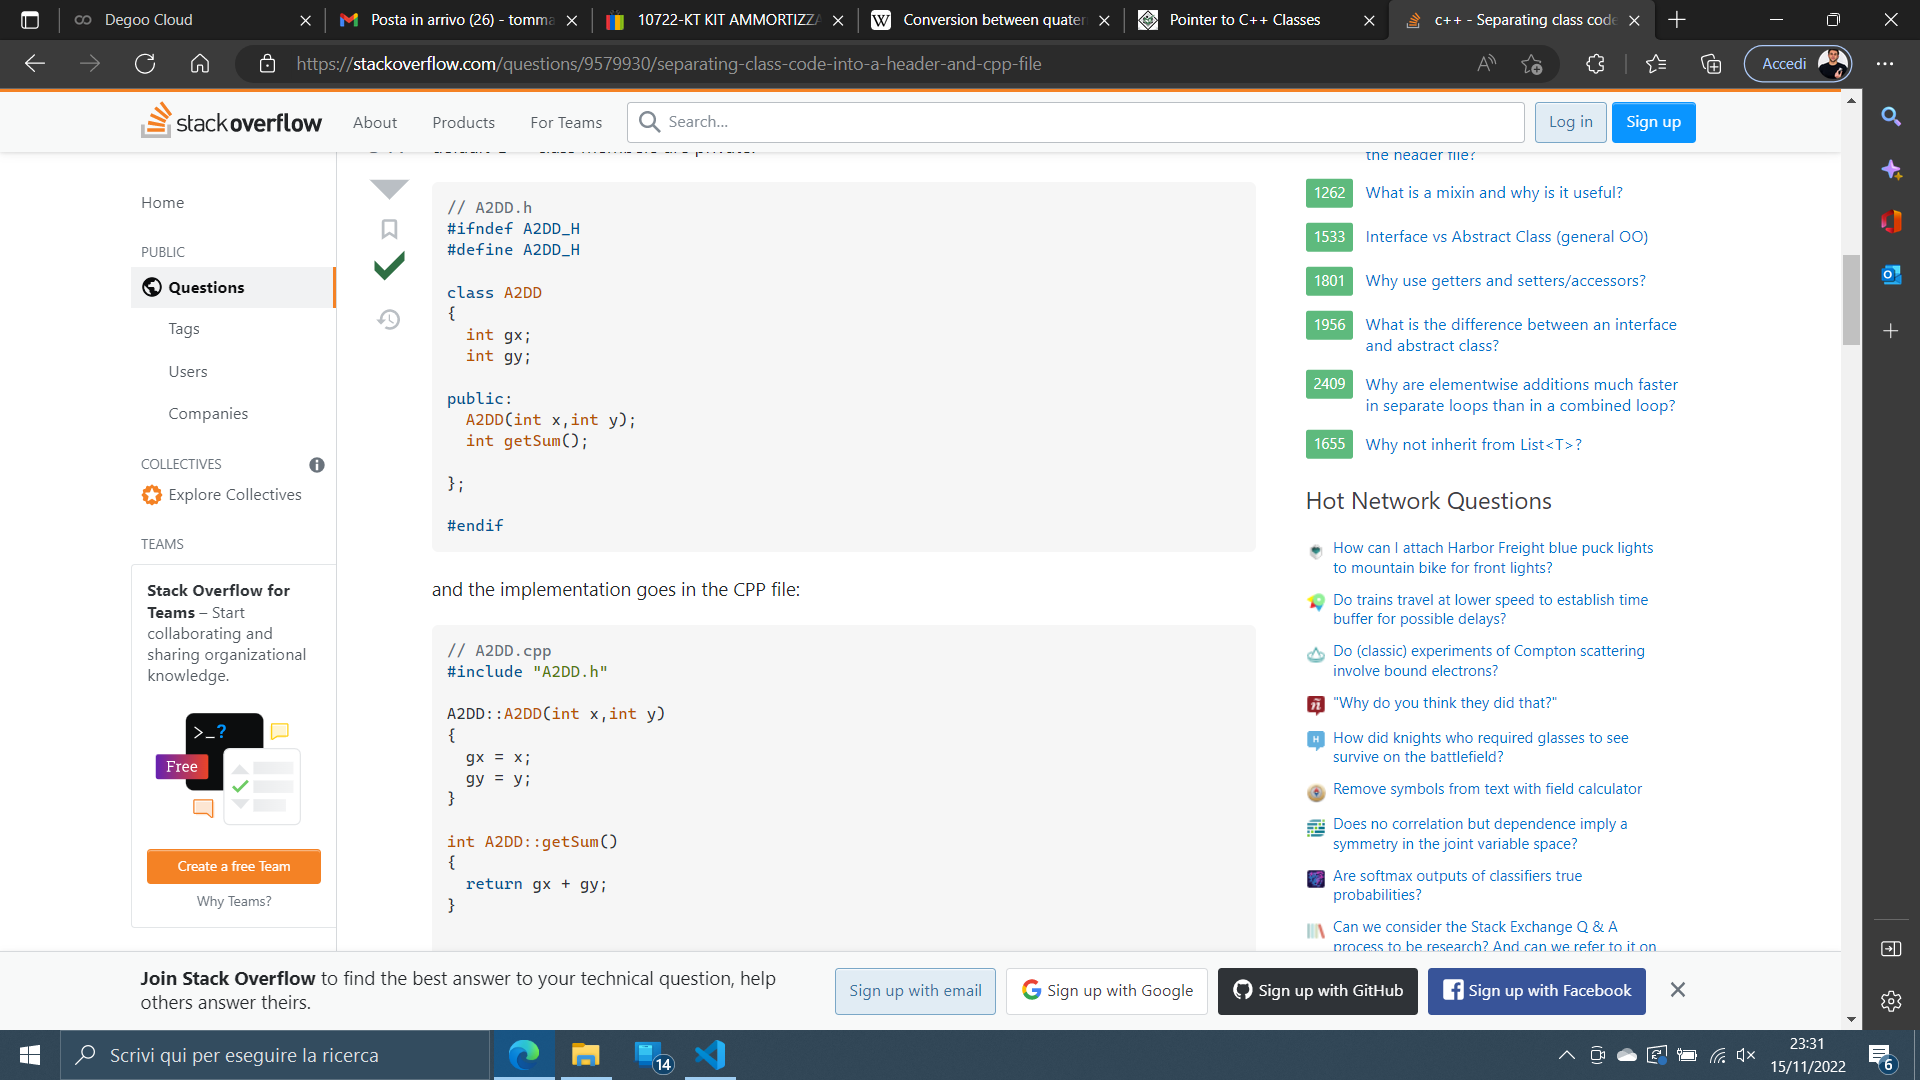 Degoo Cloud
Posta in arrivo (26) - tomma
10722-KT KIT AMMORTIZZA
Conversion between quater
Pointer to C++ Classes
c++ - Separating class code
https://stackoverflow.com/questions/9579930/separating-class-code-into-a-header-and-cpp-file
Accedi
stackoverflow
About
Products
For Teams
Search...
Log in
Sign up
Home
PUBLIC
Questions
Tags
Users
Companies
COLLECTIVES
Explore Collectives
TEAMS
Stack Overflow for
Teams – Start
collaborating and
sharing organizational
knowledge.
>_?
Free
Create a free Team
Why Teams?
class members are private.
// A2DD.h
#ifndef A2DD_H
#define A2DD_H
class A2DD
{
int gx;
int gy;
public:
A2DD(int x,int y);
int getSum();
};
#endif
and the implementation goes in the CPP file:
// A2DD.cpp
#include "A2DD.h"
A2DD::A2DD(int x,int y)
{
gx = x;
gy = y;
}
int A2DD::getSum()
{
return gx + gy;
}
the header file?
1262 What is a mixin and why is it useful?
1533 Interface vs Abstract Class (general OO)
1801 Why use getters and setters/accessors?
1956 What is the difference between an interface
and abstract class?
2409 Why are elementwise additions much faster
in separate loops than in a combined loop?
1655 Why not inherit from List<T>?
Hot Network Questions
How can I attach Harbor Freight blue puck lights
to mountain bike for front lights?
Do trains travel at lower speed to establish time
buffer for possible delays?
Do (classic) experiments of Compton scattering
involve bound electrons?
"Why do you think they did that?"
How did knights who required glasses to see
survive on the battlefield?
Remove symbols from text with field calculator
Does no correlation but dependence imply a
symmetry in the joint variable space?
Are softmax outputs of classifiers true
probabilities?
Can we consider the Stack Exchange Q & A
process to be research? And can we refer to it on
Join Stack Overflow to find the best answer to your technical question, help
others answer theirs.
Sign up with email
Sign up with Google
Sign up with GitHub
Sign up with Facebook
Scrivi qui per eseguire la ricerca
14
23:31
15/11/2022
6